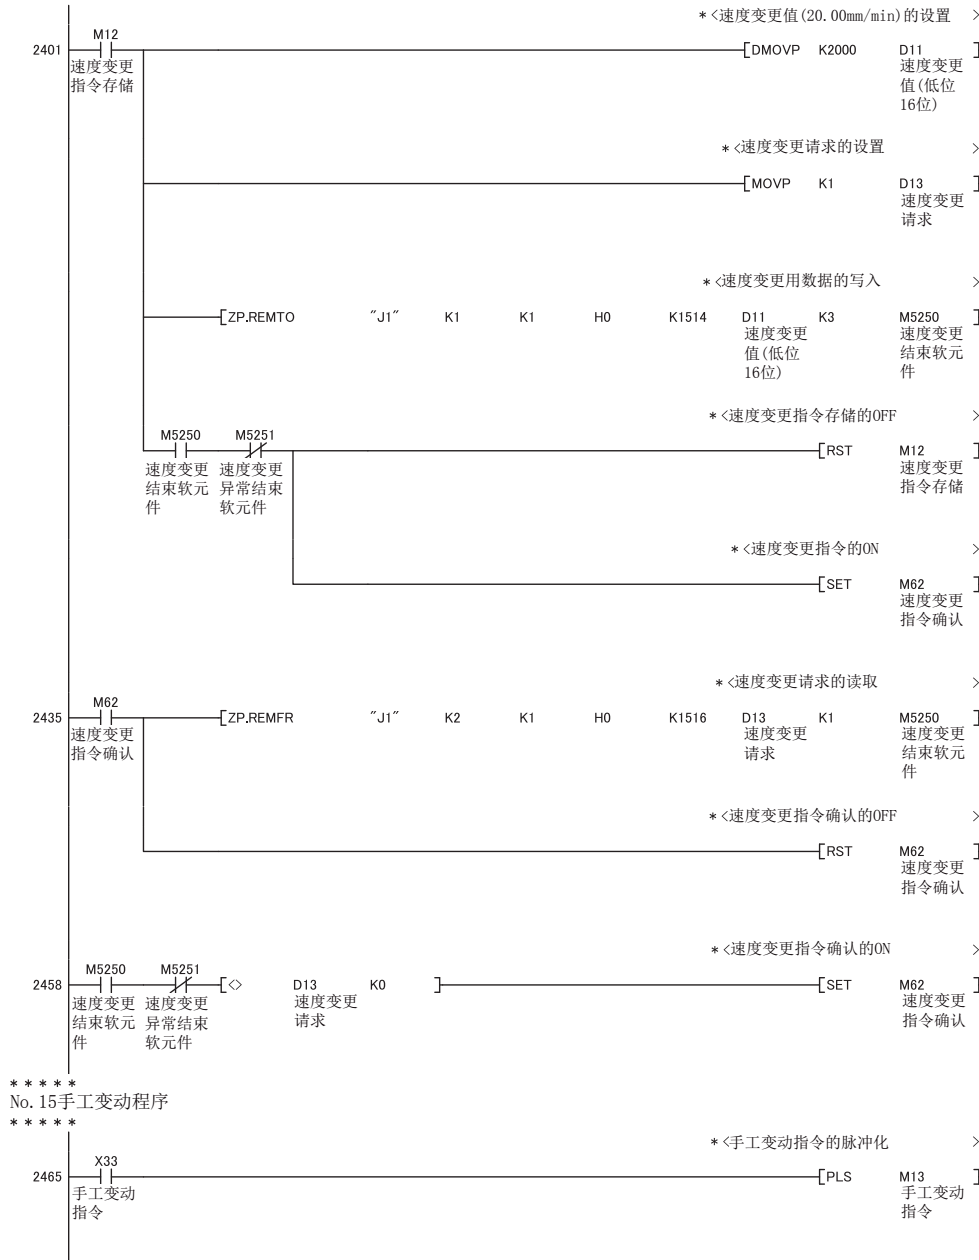 *<速度变更值(20.00mm/min)的设置 >
M12
2401
[DMOVP K2000 D11 ]
速度变更
指令存储
速度变更
值(低位
16位)
*<速度变更请求的设置 >
[MOVP K1 D13 ]
速度变更
请求
*<速度变更用数据的写入 >
[ZP.REMTO "J1" K1 K1 H0 K1514 D11 K3 M5250 ]
速度变更
值(低位
16位)
速度变更
结束软元
件
*<速度变更指令存储的OFF >
M5250 M5251
[RST M12 ]
速度变更
结束软元
件
速度变更
异常结束
软元件
速度变更
指令存储
*<速度变更指令的ON >
[SET M62 ]
速度变更
指令确认
*<速度变更请求的读取 >
M62
2435
[ZP.REMFR "J1" K2 K1 H0 K1516 D13 K1 M5250 ]
速度变更
指令确认
速度变更
请求
速度变更
结束软元
件
*<速度变更指令确认的OFF >
[RST M62 ]
速度变更
指令确认
*<速度变更指令确认的ON >
M5250 M5251
2458
[<> D13 K0 ]
[SET M62 ]
速度变更
结束软元
件
速度变更
异常结束
软元件
速度变更
请求
速度变更
指令确认
*****
No.15手工变动程序
*****
*<手工变动指令的脉冲化 >
X33
2465
[PLS M13 ]
手工变动
指令
手工变动
指令